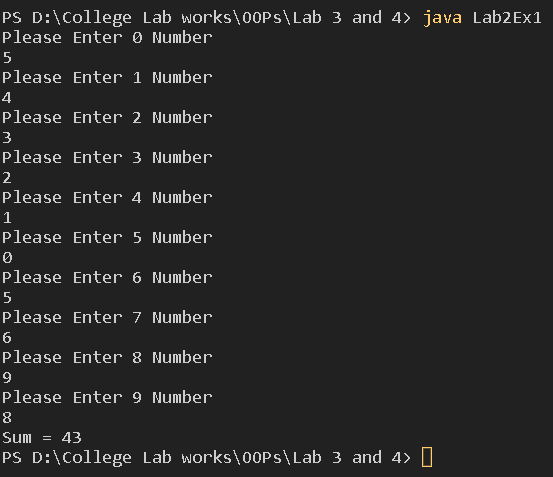 PS D:\College Lab works\OOPs\Lab 3 and 4> java Lab2Ex1
Please Enter 0 Number
5
Please Enter 1 Number
4
Please Enter 2 Number
3
Please Enter 3 Number
2
Please Enter 4 Number
1
Please Enter 5 Number
0
Please Enter 6 Number
5
Please Enter 7 Number
6
Please Enter 8 Number
9
Please Enter 9 Number
8
Sum = 43
PS D:\College Lab works\OOPs\Lab 3 and 4>